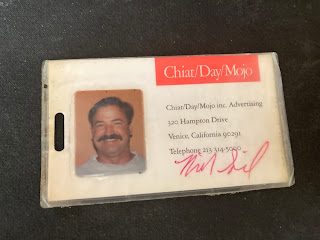 Chiat/Day/Mojo
Chiat/Day/Mojo inc. Advertising
320 Hampton Drive
Venice, California 90291
Telephone 213 314-5000